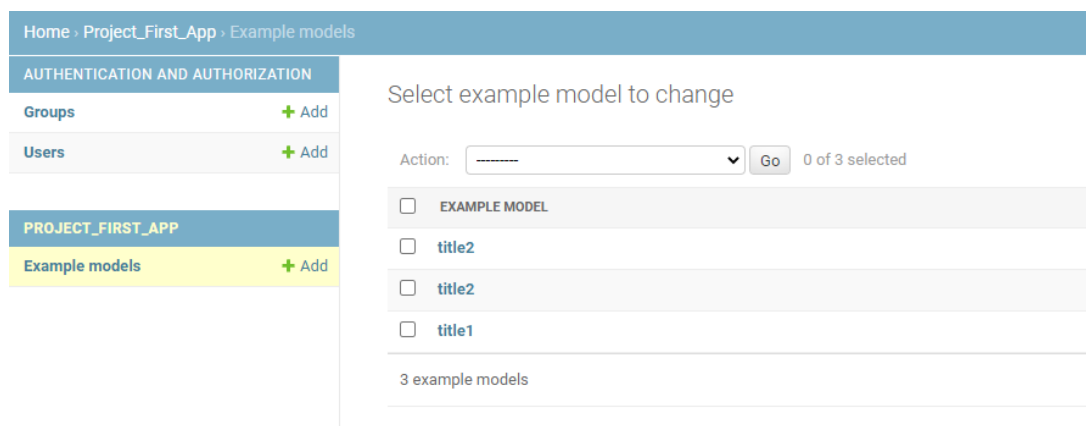 Home › Project_First_App › Example models
AUTHENTICATION AND AUTHORIZATION
Groups + Add
Users + Add
PROJECT_FIRST_APP
Example models + Add
Select example model to change
Action: --------- Go 0 of 3 selected
EXAMPLE MODEL
title2
title2
title1
3 example models